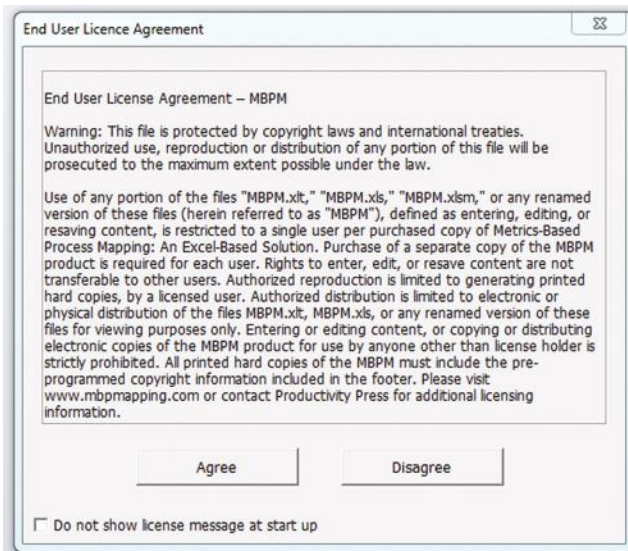 End User Licence Agreement
End User License Agreement – MBPM
Warning: This file is protected by copyright laws and international treaties.
Unauthorized use, reproduction or distribution of any portion of this file will be
prosecuted to the maximum extent possible under the law.
Use of any portion of the files "MBPM.xlt," "MBPM.xls," "MBPM.xlsm," or any renamed
version of these files (herein referred to as "MBPM"), defined as entering, editing, or
resaving content, is restricted to a single user per purchased copy of Metrics-Based
Process Mapping: An Excel-Based Solution. Purchase of a separate copy of the MBPM
product is required for each user. Rights to enter, edit, or resave content are not
transferable to other users. Authorized reproduction is limited to generating printed
hard copies, by a licensed user. Authorized distribution is limited to electronic or
physical distribution of the files MBPM.xlt, MBPM.xls, or any renamed version of these
files for viewing purposes only. Entering or editing content, or copying or distributing
electronic copies of the MBPM product for use by anyone other than license holder is
strictly prohibited. All printed hard copies of the MBPM must include the pre-
programmed copyright information included in the footer. Please visit
www.mbpmapping.com or contact Productivity Press for additional licensing
information.
Agree
Disagree
Do not show license message at start up